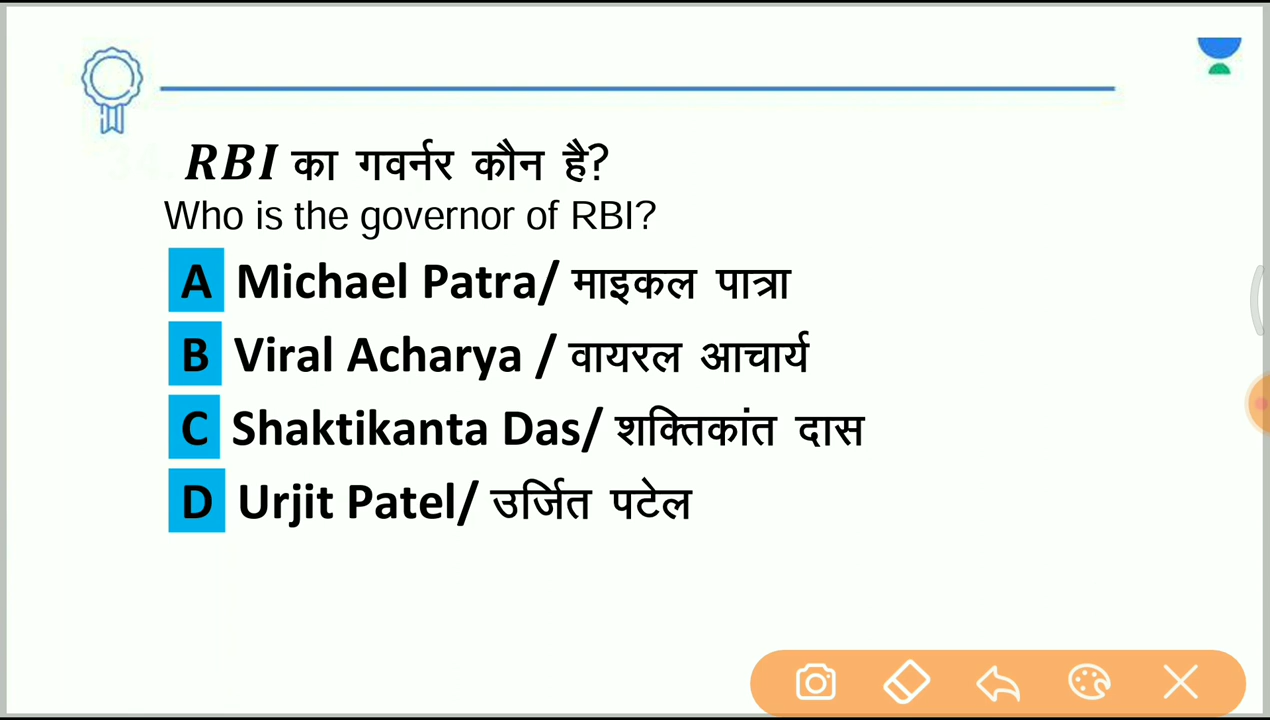 RBI का गवर्नर कौन है?
Who is the governor of RBI?
A Michael Patra/ माइकल पात्रा
B Viral Acharya / वायरल आचार्य
C Shaktikanta Das/ शक्तिकांत दास
D Urjit Patel/ उर्जित पटेल